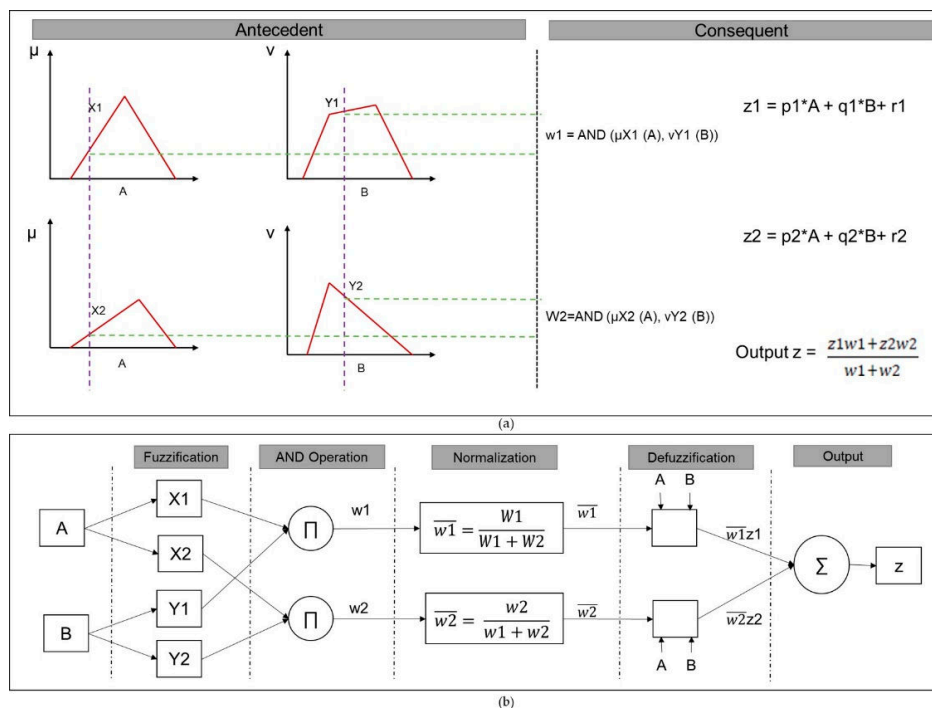 Antecedent
Consequent
μ
ν
X1
Y1
A
B
w1 = AND (μX1 (A), vY1 (B))
z1 = p1*A + q1*B+ r1
μ
ν
X2
Y2
A
B
W2=AND (μX2 (A), vY2 (B))
z2 = p2*A + q2*B+ r2
Output z = z1w1+z2w2
w1+w2
(a)
Fuzzification
AND Operation
Normalization
Defuzzification
Output
A
B
X1
X2
Y1
Y2
∏
∏
w1
w2
w1 = W1
W1 + W2
w2 = w2
w1 + w2
w1
w2
A B
A B
w1z1
w2z2
Σ
z
(b)